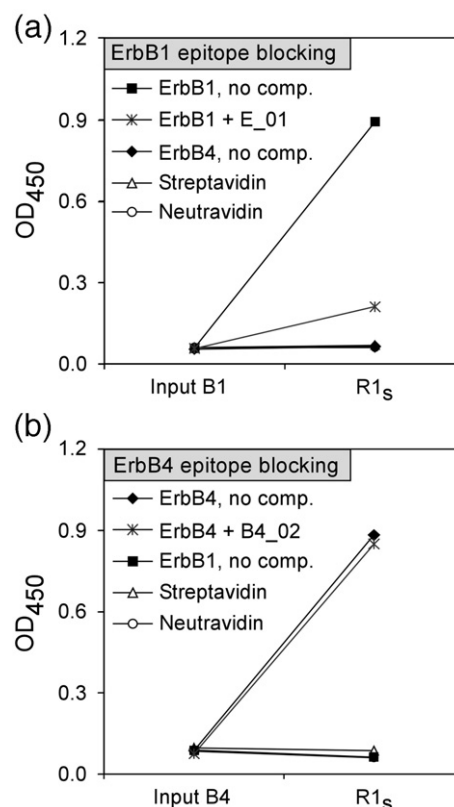 (a)
1.2
ErbB1 epitope blocking
ErbB1, no comp.
ErbB1 + E_01
ErbB4, no comp.
Streptavidin
Neutravidin
0.9
0.6
0.3
0.0
OD450
Input B1 R1s
(b)
1.2
ErbB4 epitope blocking
ErbB4, no comp.
ErbB4 + B4_02
ErbB1, no comp.
Streptavidin
Neutravidin
0.9
0.6
0.3
0.0
OD450
Input B4 R1s